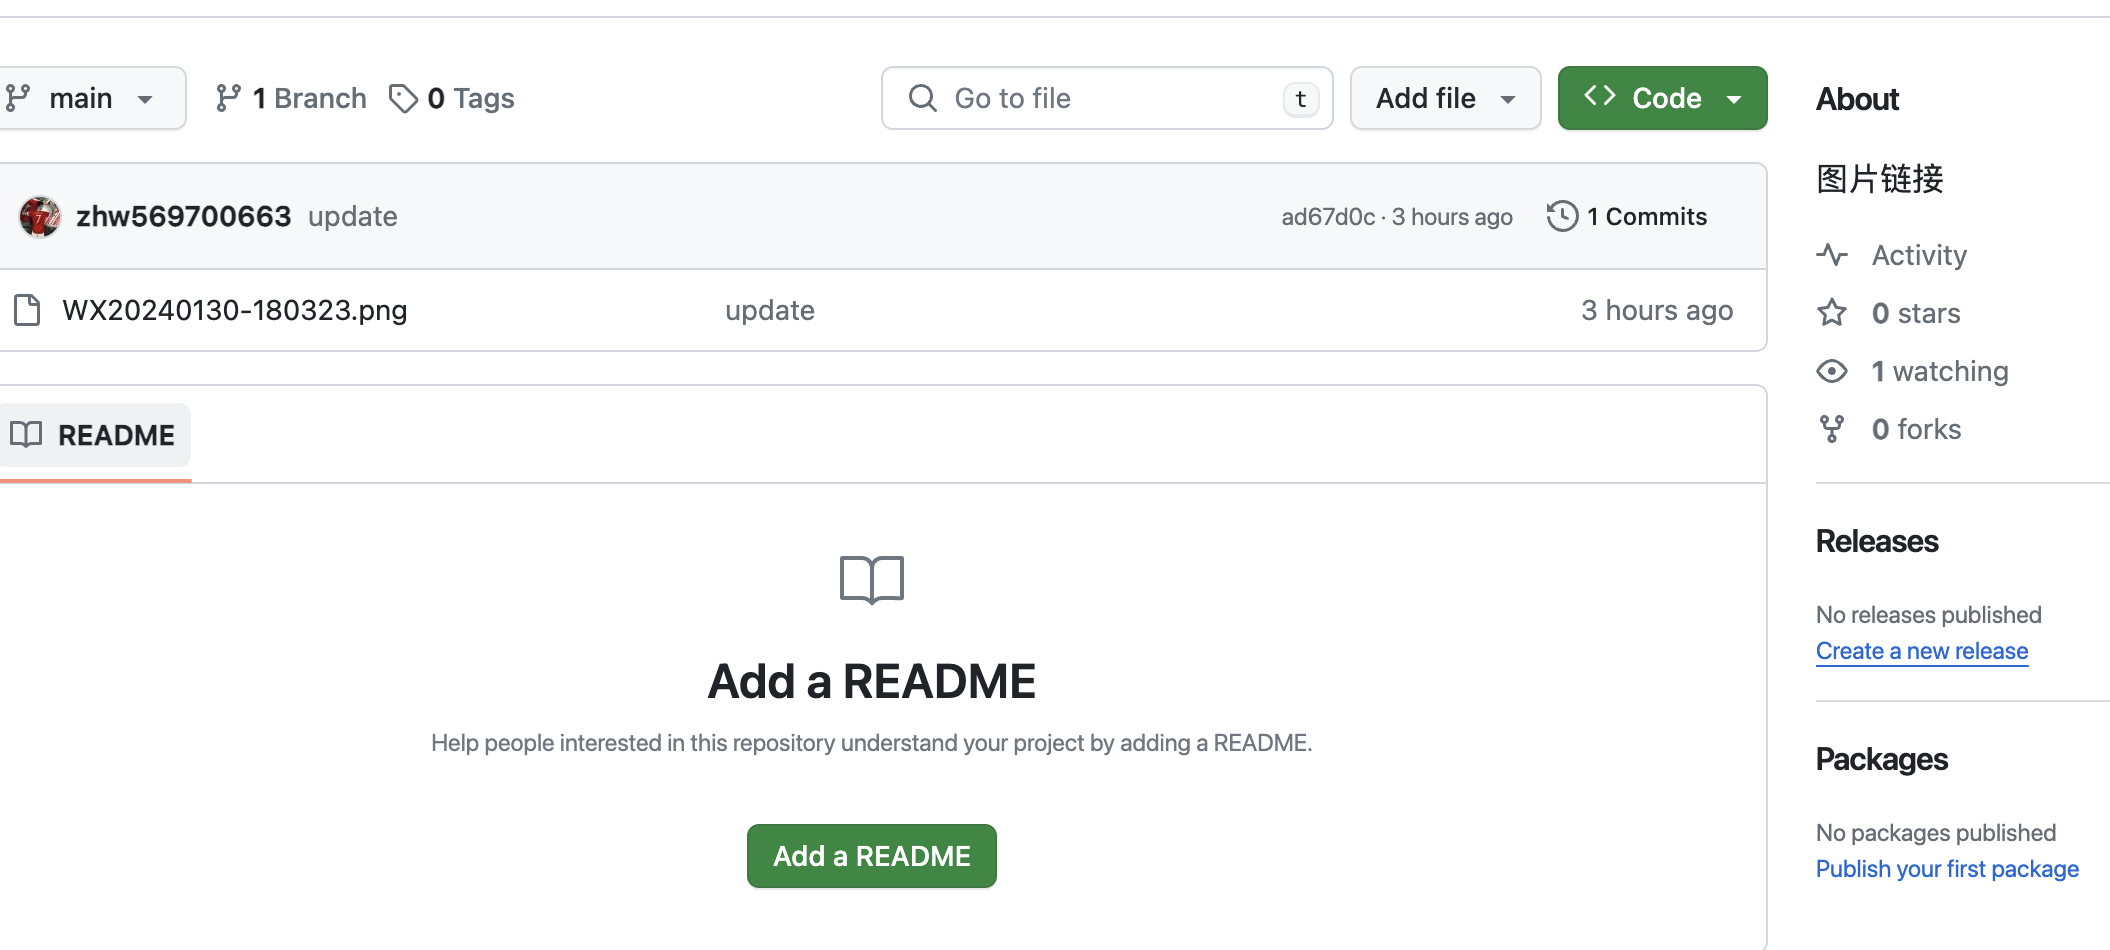 main
1 Branch
0 Tags
Go to file
t
Add file
Code
zhw569700663 update
ad67d0c · 3 hours ago
1 Commits
WX20240130-180323.png
update
3 hours ago
README
Add a README
Help people interested in this repository understand your project by adding a README.
Add a README
About
图片链接
Activity
0 stars
1 watching
0 forks
Releases
No releases published
Create a new release
Packages
No packages published
Publish your first package